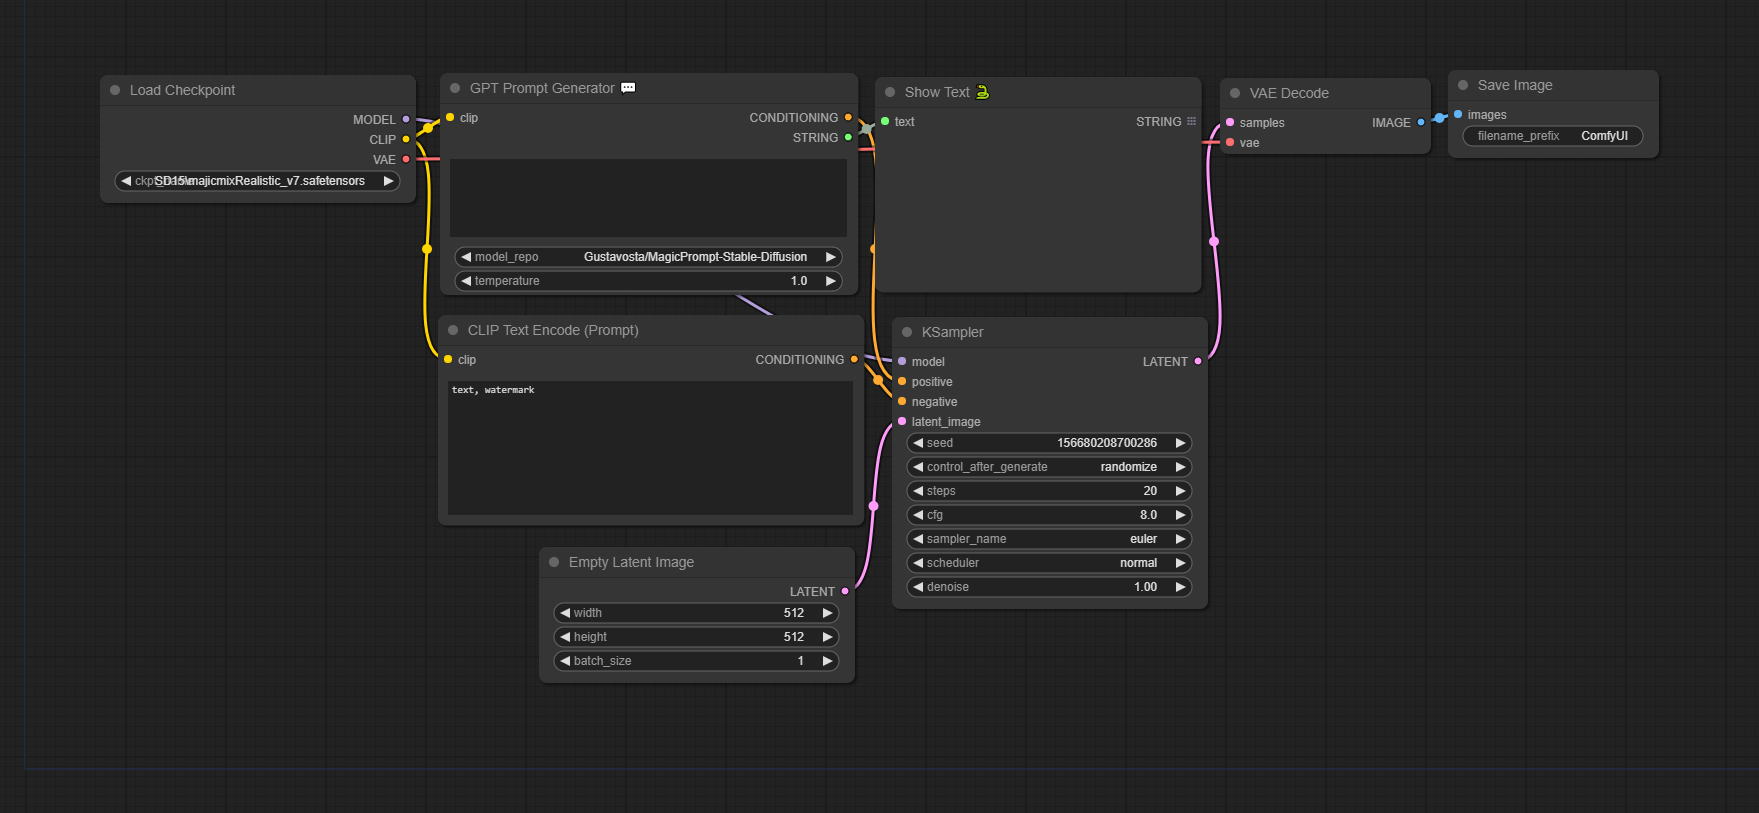 Load Checkpoint
MODEL
CLIP
VAE
SD15\majicmixRealistic_v7.safetensors
GPT Prompt Generator
clip
CONDITIONING
STRING
model_repo Gustavosta/MagicPrompt-Stable-Diffusion
temperature 1.0
CLIP Text Encode (Prompt)
clip CONDITIONING
text, watermark
Empty Latent Image
LATENT
width 512
height 512
batch_size 1
Show Text
text STRING
KSampler
model LATENT
positive
negative
latent_image
seed 156680208700286
control_after_generate randomize
steps 20
cfg 8.0
sampler_name euler
scheduler normal
denoise 1.00
VAE Decode
samples IMAGE
vae
Save Image
images
filename_prefix ComfyUI